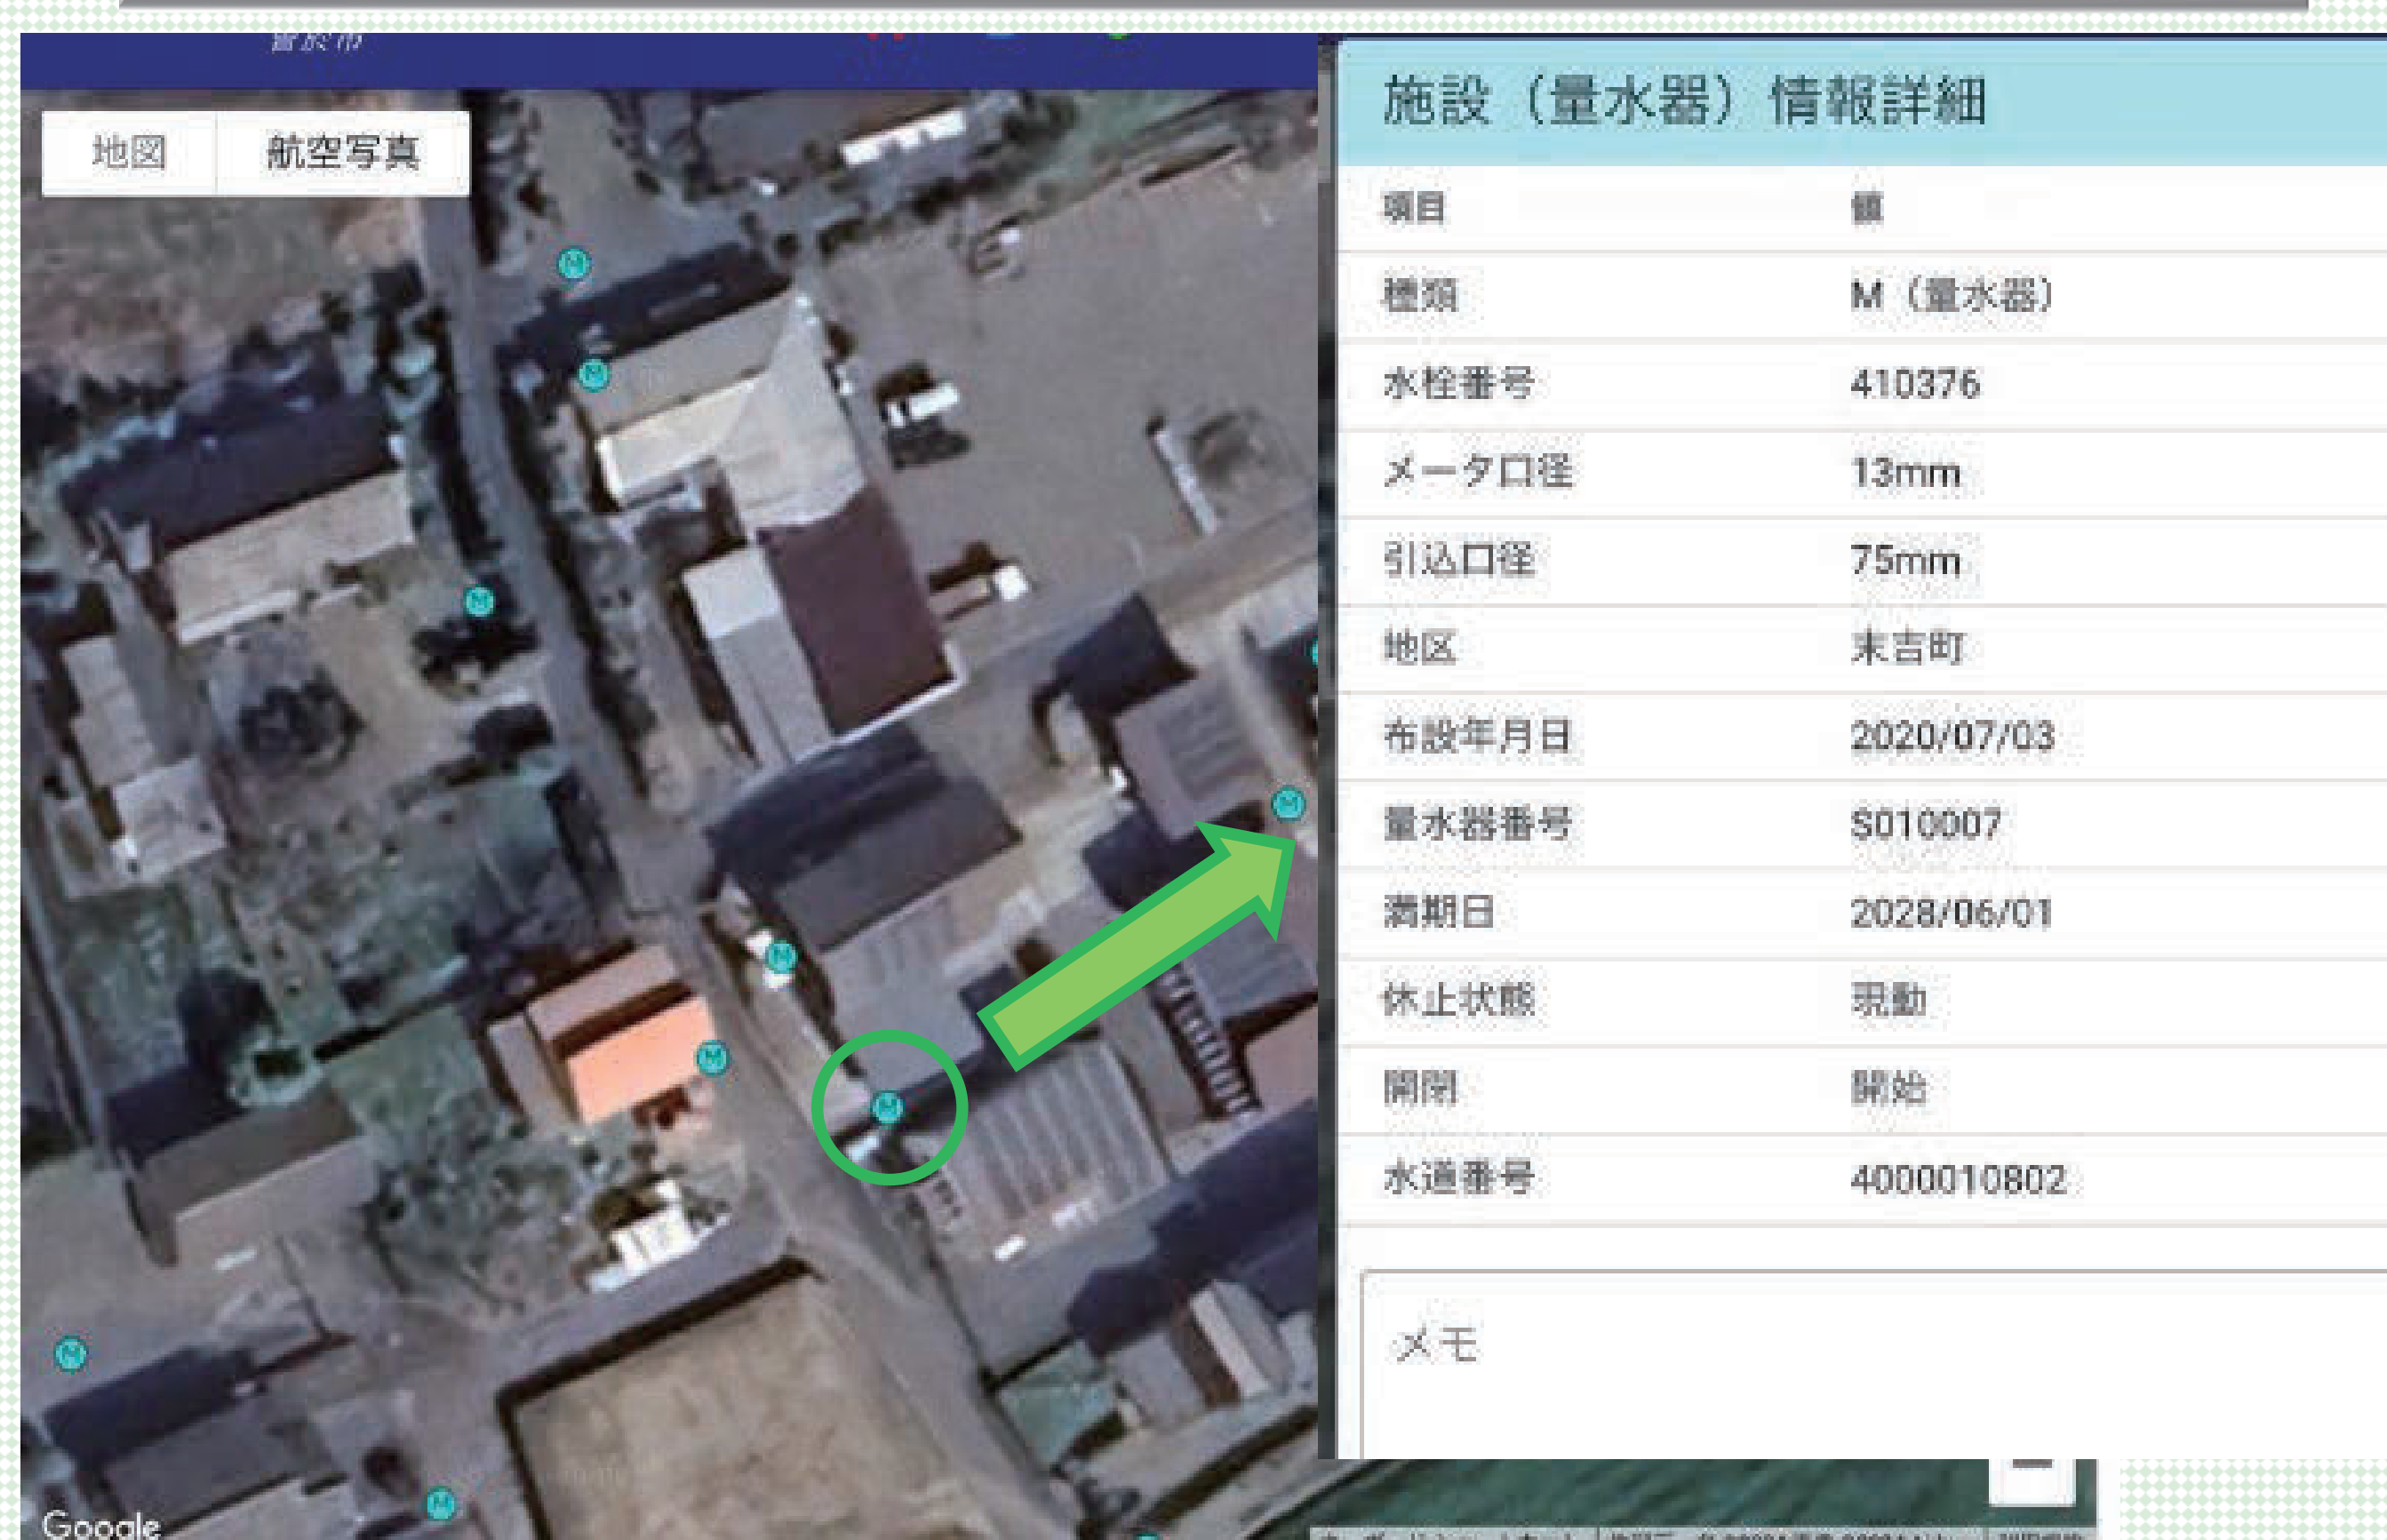 地図
航空写真
施設（量水器）情報詳細
項目 値
種類 M（量水器）
水栓番号 410376
メータ口径 13mm
引込口径 75mm
地区 末吉町
布設年月日 2020/07/03
量水器番号 S010007
満期日 2028/06/01
休止状態 現動
開閉 開始
水道番号 4000010802
メモ
M
M
M
M
M
M
M
M
M
Google